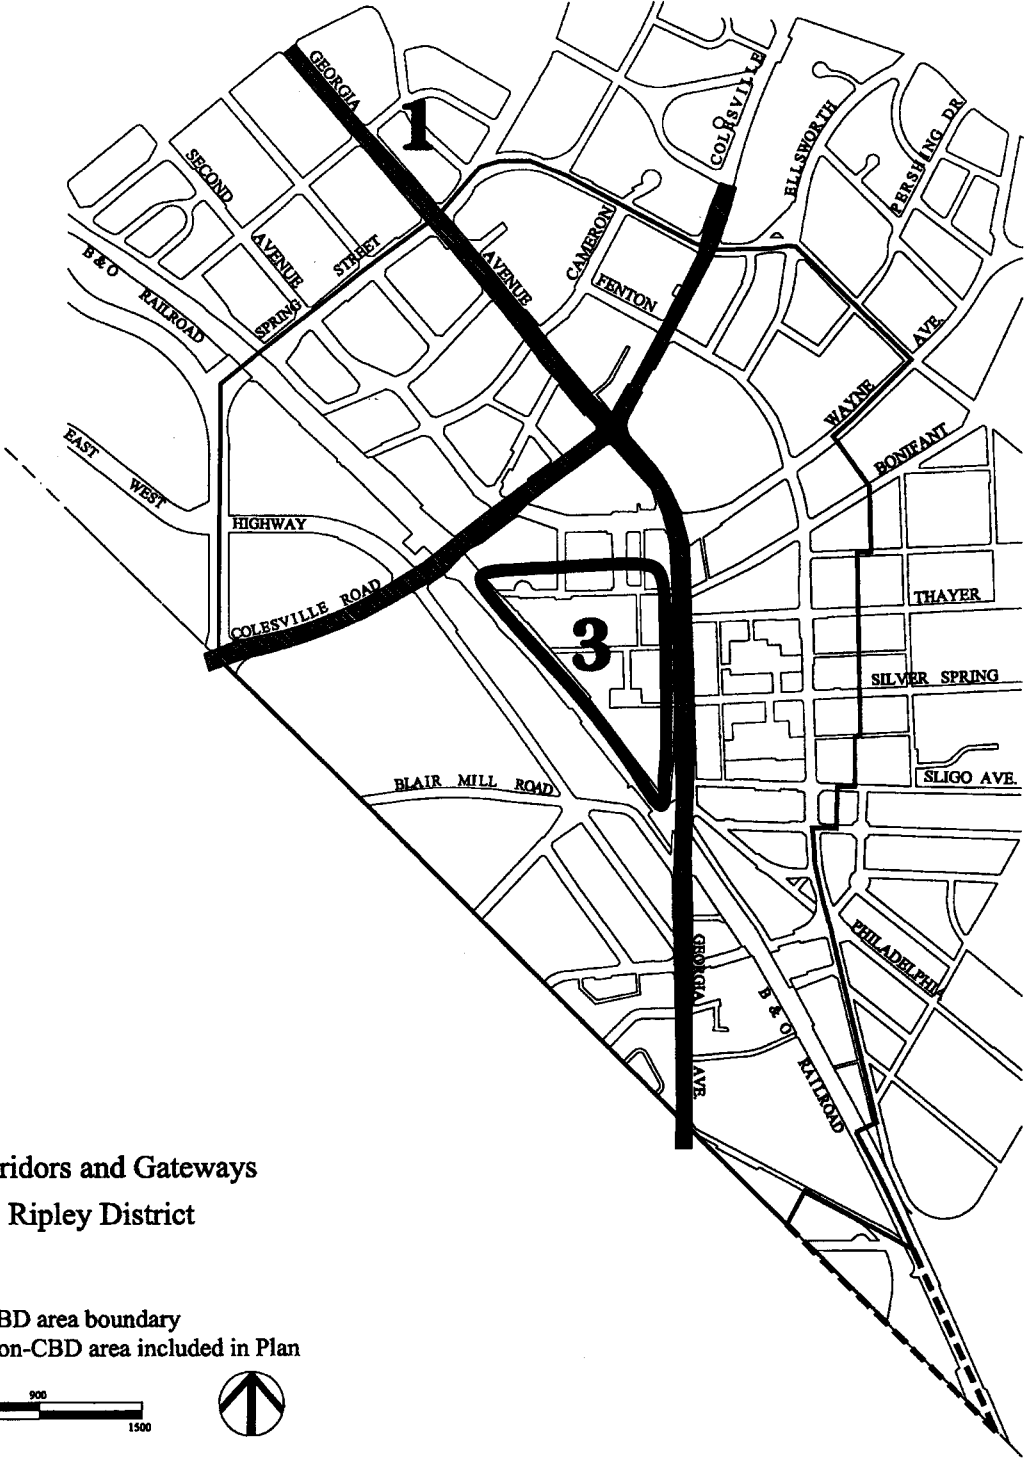 GEORGIA
1
COLESVILLE
ELLSWORTH
PERSHING DR.
SECOND
AVENUE
B & O
RAILROAD
STREET
SPRING
AVENUE
CAMERON
FENTON
AVE.
WAYNE
BONIFANT
EAST
WEST
HIGHWAY
COLESVILLE ROAD
THAYER
3
SILVER SPRING
BLAIR MILL ROAD
SLIGO AVE.
PHILADELPHIA
GEORGIA
AVE.
B & O
RAILROAD
ridors and Gateways
Ripley District
BD area boundary
on-CBD area included in Plan
900
1500